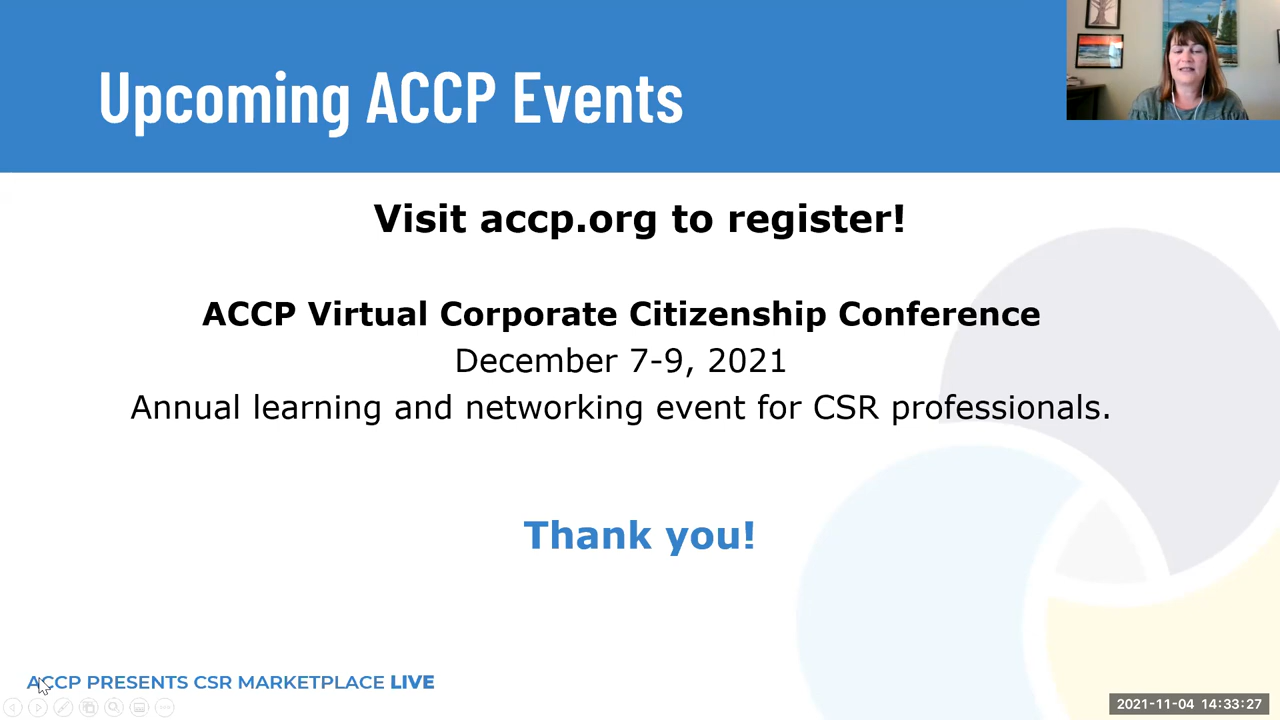 Upcoming ACCP Events
Visit accp.org to register!
ACCP Virtual Corporate Citizenship Conference
December 7-9, 2021
Annual learning and networking event for CSR professionals.
Thank you!
ACCP PRESENTS CSR MARKETPLACE LIVE
2021-11-04 14:33:27